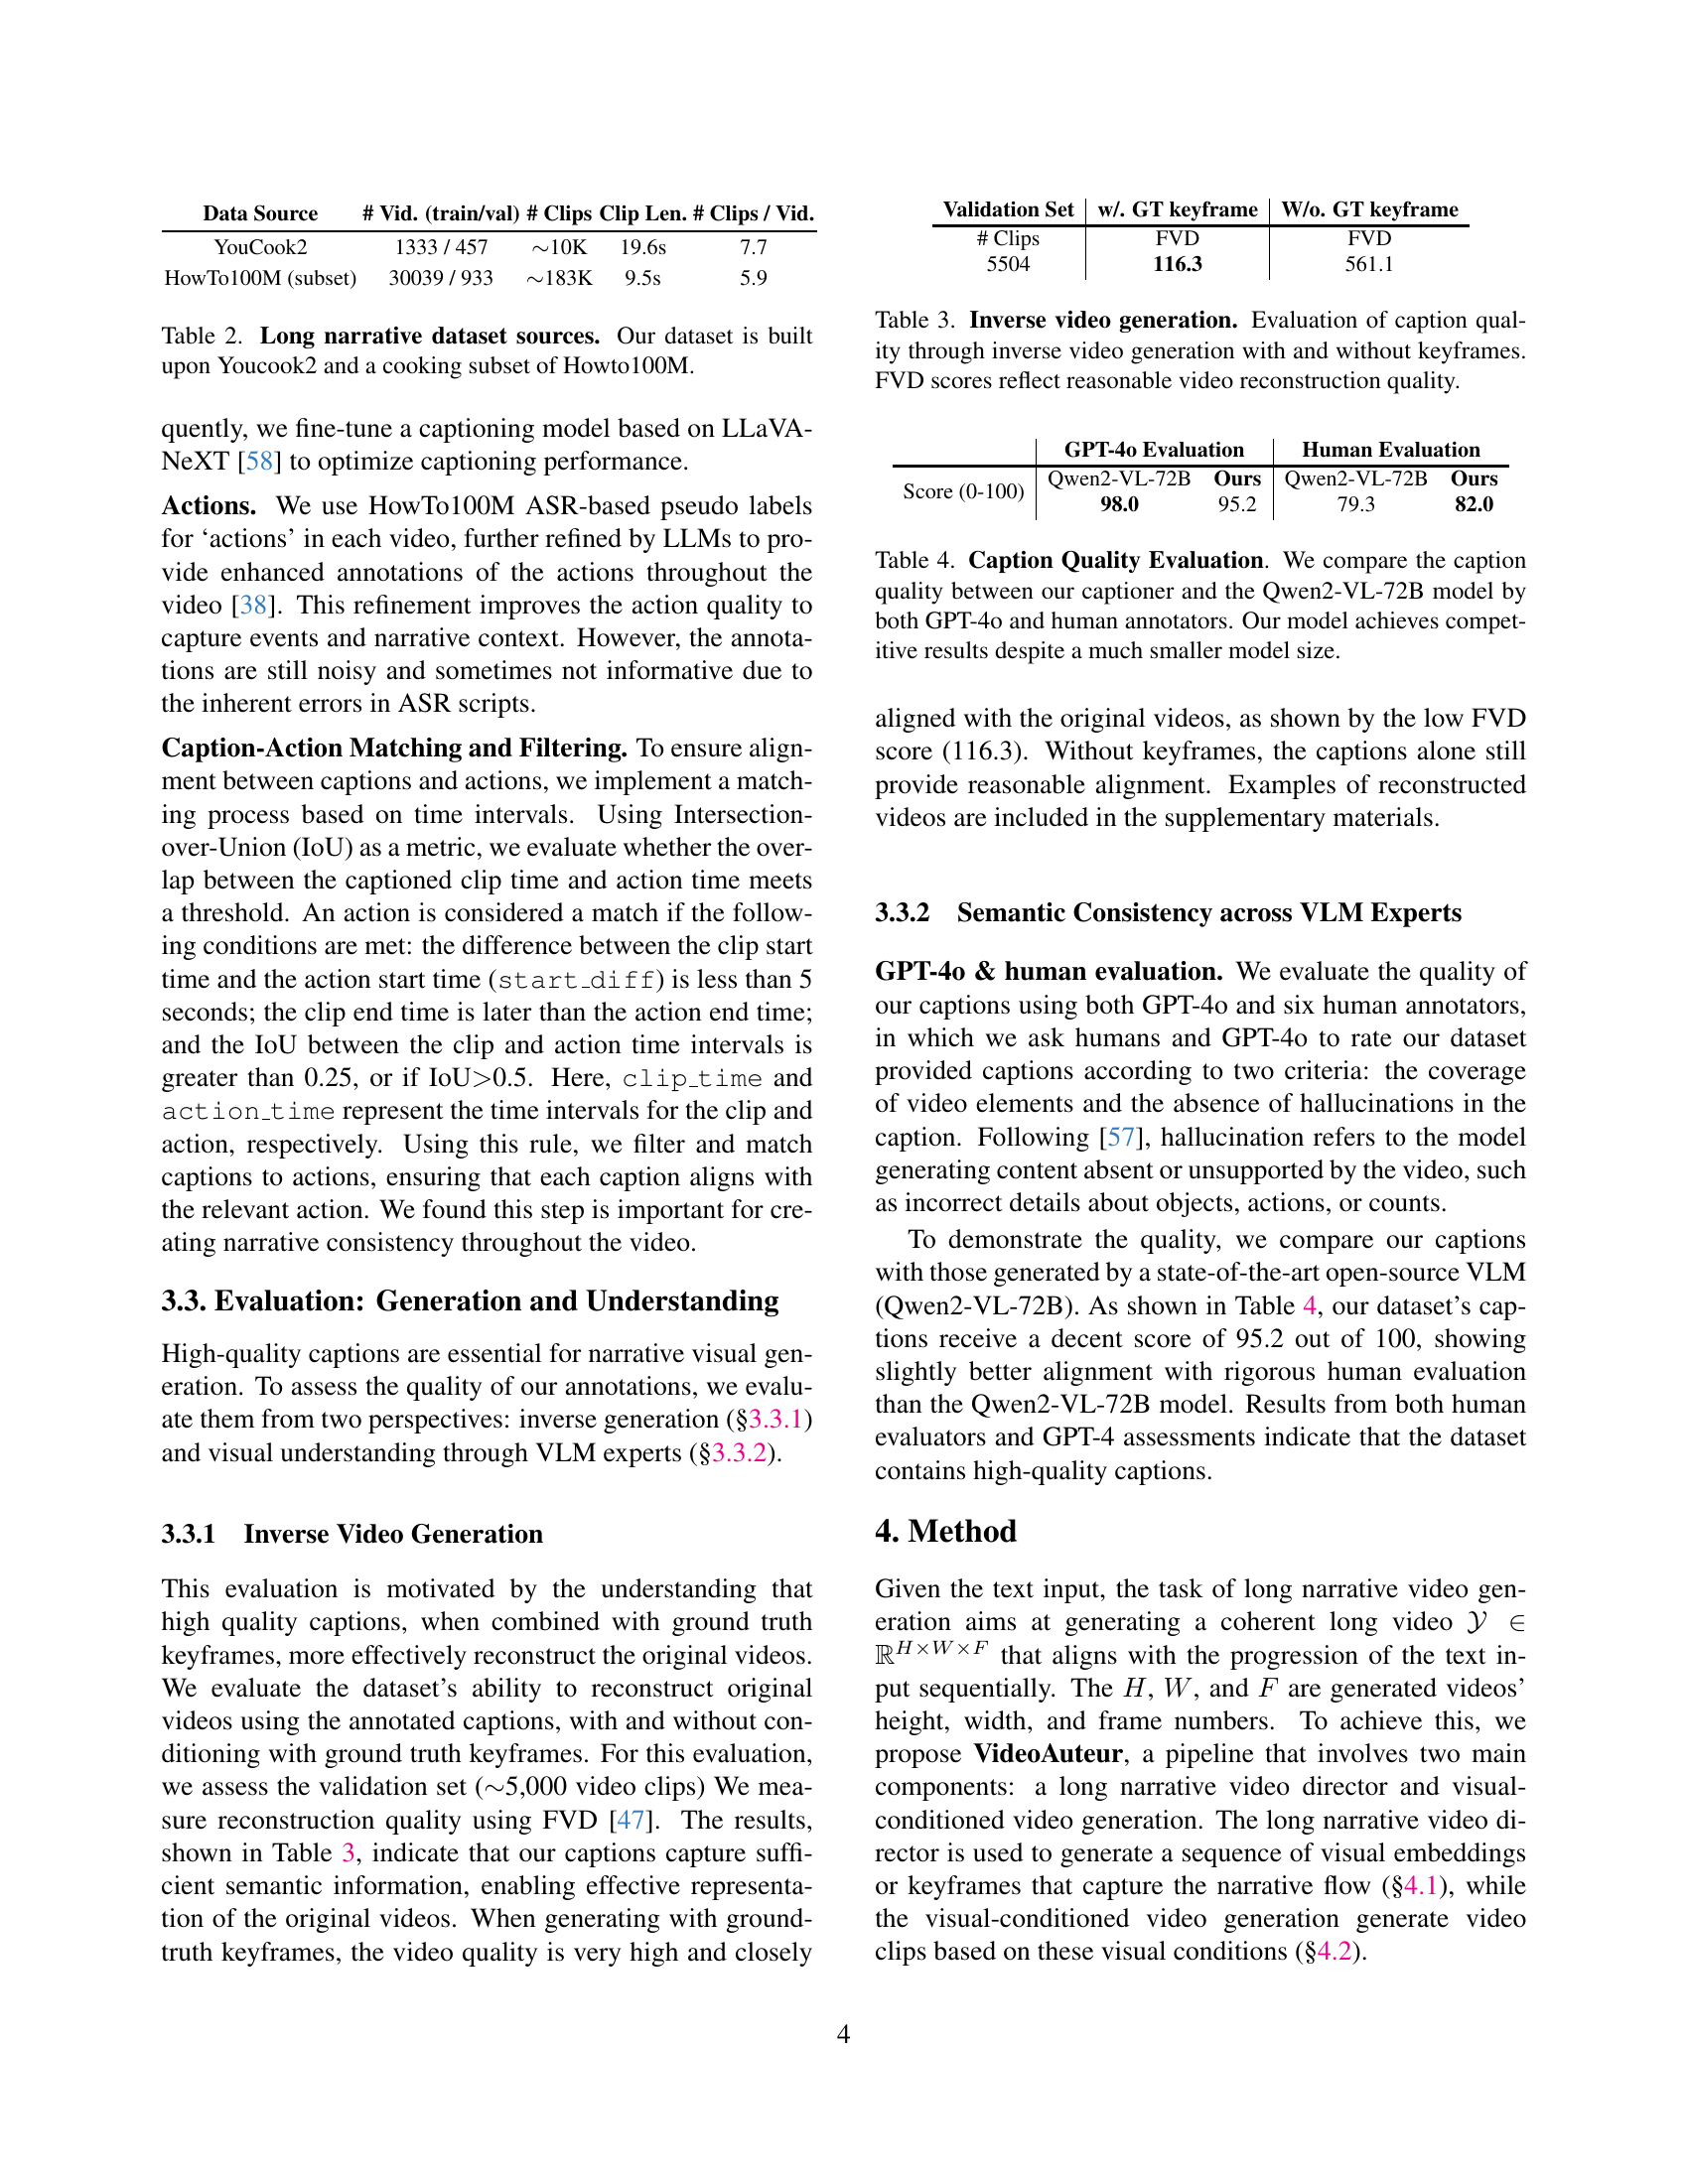 Data Source # Vid. (train/val) # Clips Clip Len. # Clips / Vid.
YouCook2 1333 / 457 ∼10K 19.6s 7.7
HowTo100M (subset) 30039 / 933 ∼183K 9.5s 5.9
Table 2. Long narrative dataset sources. Our dataset is built
upon Youcook2 and a cooking subset of Howto100M.
quently, we fine-tune a captioning model based on LLaVA-
NeXT [58] to optimize captioning performance.
Actions. We use HowTo100M ASR-based pseudo labels
for ‘actions’ in each video, further refined by LLMs to pro-
vide enhanced annotations of the actions throughout the
video [38]. This refinement improves the action quality to
capture events and narrative context. However, the annota-
tions are still noisy and sometimes not informative due to
the inherent errors in ASR scripts.
Caption-Action Matching and Filtering. To ensure align-
ment between captions and actions, we implement a match-
ing process based on time intervals. Using Intersection-
over-Union (IoU) as a metric, we evaluate whether the over-
lap between the captioned clip time and action time meets
a threshold. An action is considered a match if the follow-
ing conditions are met: the difference between the clip start
time and the action start time (start_diff) is less than 5
seconds; the clip end time is later than the action end time;
and the IoU between the clip and action time intervals is
greater than 0.25, or if IoU>0.5. Here, clip_time and
action_time represent the time intervals for the clip and
action, respectively. Using this rule, we filter and match
captions to actions, ensuring that each caption aligns with
the relevant action. We found this step is important for cre-
ating narrative consistency throughout the video.
3.3. Evaluation: Generation and Understanding
High-quality captions are essential for narrative visual gen-
eration. To assess the quality of our annotations, we evalu-
ate them from two perspectives: inverse generation (§3.3.1)
and visual understanding through VLM experts (§3.3.2).
3.3.1 Inverse Video Generation
This evaluation is motivated by the understanding that
high quality captions, when combined with ground truth
keyframes, more effectively reconstruct the original videos.
We evaluate the dataset’s ability to reconstruct original
videos using the annotated captions, with and without con-
ditioning with ground truth keyframes. For this evaluation,
we assess the validation set (∼5,000 video clips) We mea-
sure reconstruction quality using FVD [47]. The results,
shown in Table 3, indicate that our captions capture suffi-
cient semantic information, enabling effective representa-
tion of the original videos. When generating with ground-
truth keyframes, the video quality is very high and closely
Validation Set w/. GT keyframe W/o. GT keyframe
# Clips FVD FVD
5504 116.3 561.1
Table 3. Inverse video generation. Evaluation of caption qual-
ity through inverse video generation with and without keyframes.
FVD scores reflect reasonable video reconstruction quality.
GPT-4o Evaluation Human Evaluation
Score (0-100) Qwen2-VL-72B Ours Qwen2-VL-72B Ours
98.0 95.2 79.3 82.0
Table 4. Caption Quality Evaluation. We compare the caption
quality between our captioner and the Qwen2-VL-72B model by
both GPT-4o and human annotators. Our model achieves compet-
itive results despite a much smaller model size.
aligned with the original videos, as shown by the low FVD
score (116.3). Without keyframes, the captions alone still
provide reasonable alignment. Examples of reconstructed
videos are included in the supplementary materials.
3.3.2 Semantic Consistency across VLM Experts
GPT-4o & human evaluation. We evaluate the quality of
our captions using both GPT-4o and six human annotators,
in which we ask humans and GPT-4o to rate our dataset
provided captions according to two criteria: the coverage
of video elements and the absence of hallucinations in the
caption. Following [57], hallucination refers to the model
generating content absent or unsupported by the video, such
as incorrect details about objects, actions, or counts.
To demonstrate the quality, we compare our captions
with those generated by a state-of-the-art open-source VLM
(Qwen2-VL-72B). As shown in Table 4, our dataset’s cap-
tions receive a decent score of 95.2 out of 100, showing
slightly better alignment with rigorous human evaluation
than the Qwen2-VL-72B model. Results from both human
evaluators and GPT-4 assessments indicate that the dataset
contains high-quality captions.
4. Method
Given the text input, the task of long narrative video gen-
eration aims at generating a coherent long video 𝒴 ∈
ℝ^{H×W×F} that aligns with the progression of the text in-
put sequentially. The H, W, and F are generated videos’
height, width, and frame numbers. To achieve this, we
propose VideoAuteur, a pipeline that involves two main
components: a long narrative video director and visual-
conditioned video generation. The long narrative video di-
rector is used to generate a sequence of visual embeddings
or keyframes that capture the narrative flow (§4.1), while
the visual-conditioned video generation generate video
clips based on these visual conditions (§4.2).
4